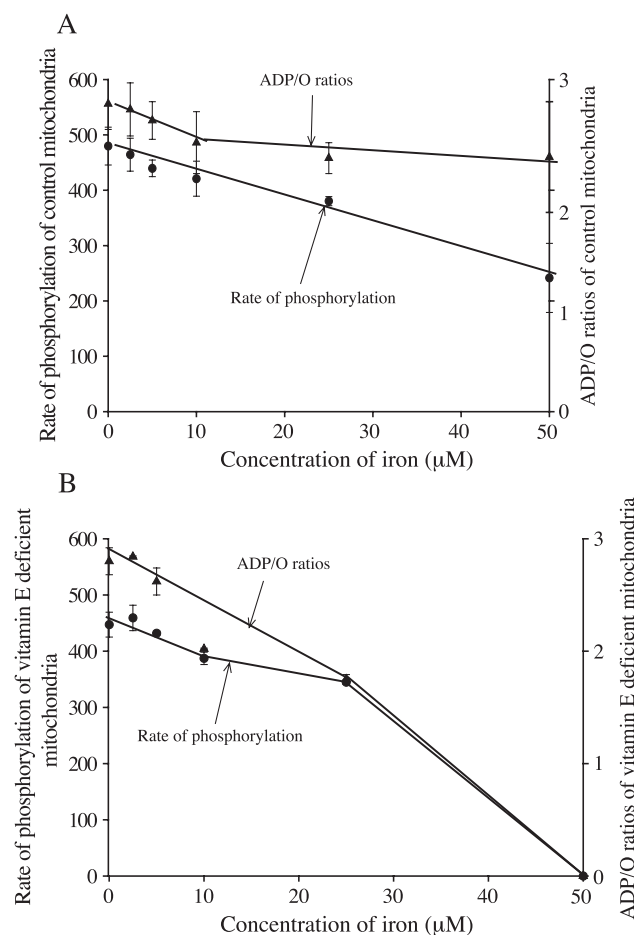 A
Rate of phosphorylation of control mitochondria
600
500
400
300
200
100
0
ADP/O ratios
Rate of phosphorylation
3
2
1
0
ADP/O ratios of control mitochondria
0 10 20 30 40 50
Concentration of iron (μM)
B
Rate of phosphorylation of vitamin E deficient
mitochondria
600
500
400
300
200
100
0
ADP/O ratios
Rate of phosphorylation
3
2
1
0
ADP/O ratios of vitamin E deficient mitochondria
0 10 20 30 40 50
Concentration of iron (μM)